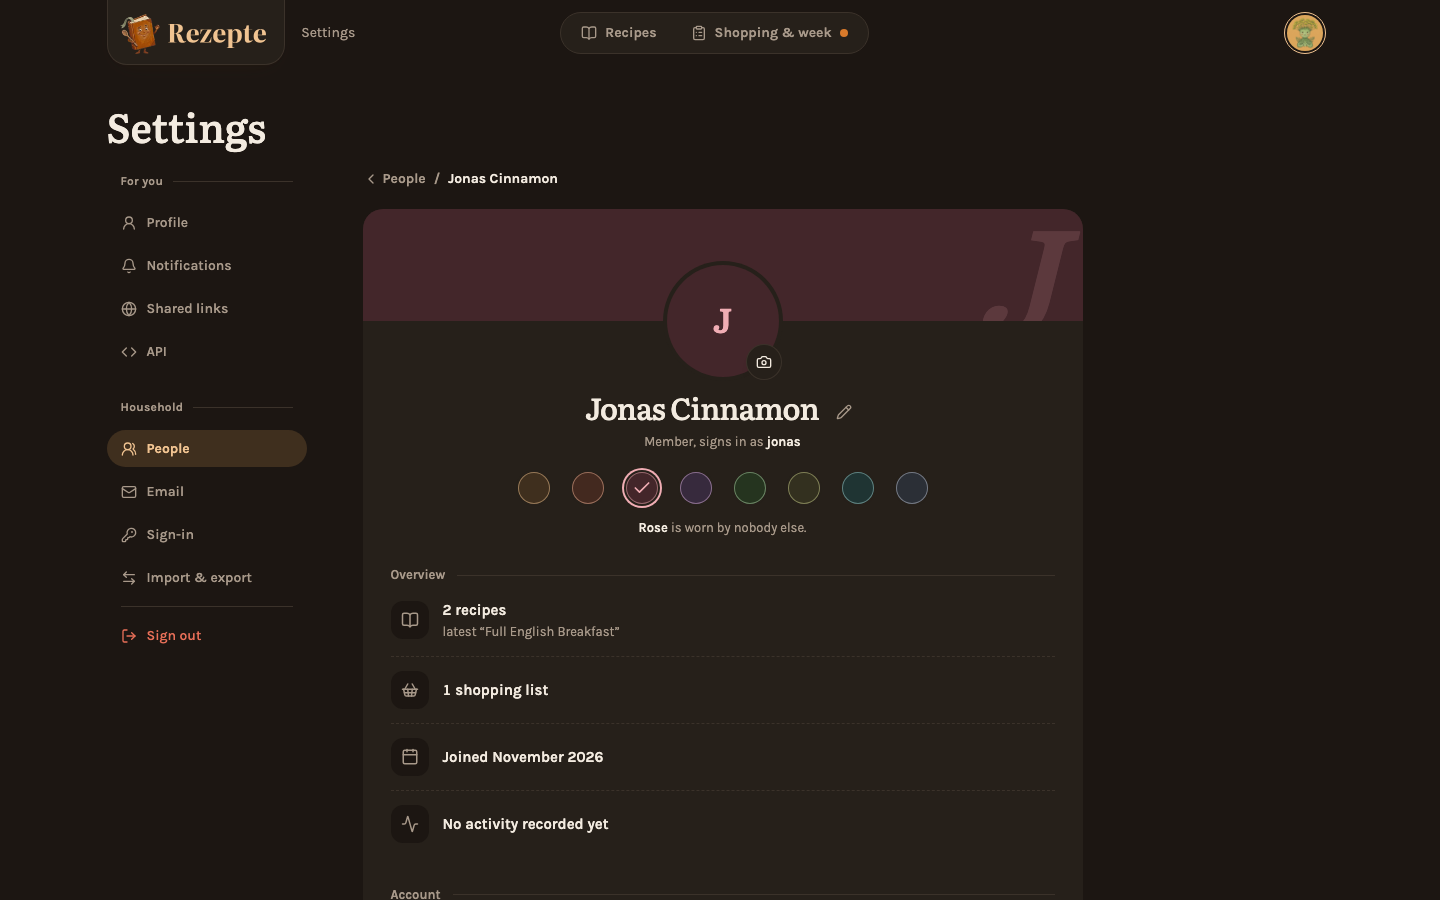 Rezepte
Settings
Recipes
Shopping & week
Settings
For you
Profile
Notifications
Shared links
API
Household
People
Email
Sign-in
Import & export
Sign out
People / Jonas Cinnamon
J
J
Jonas Cinnamon
Member, signs in as jonas
Rose is worn by nobody else.
Overview
2 recipes
latest “Full English Breakfast”
1 shopping list
Joined November 2026
No activity recorded yet
Account